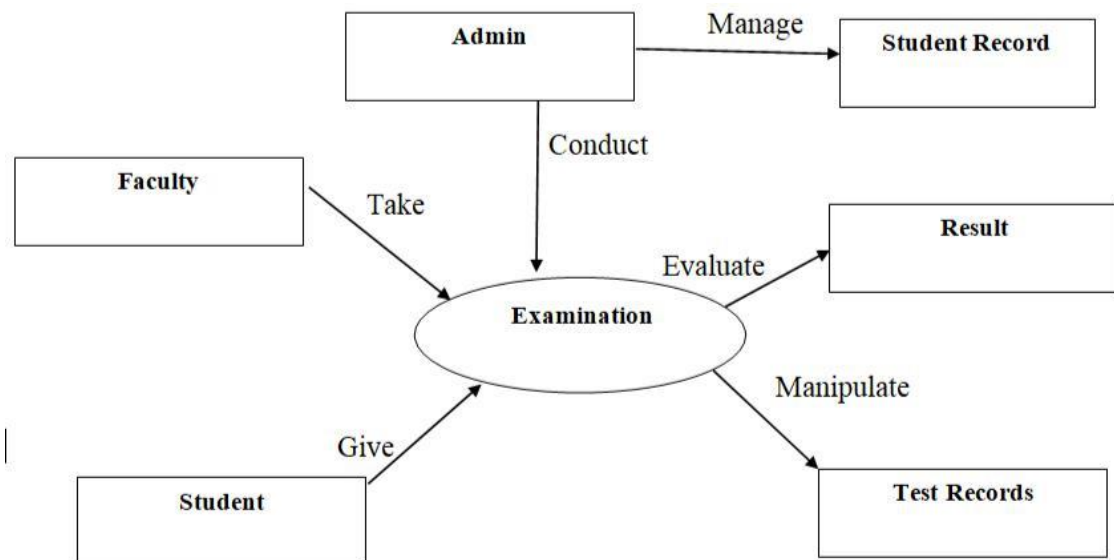 Admin
Manage
Student Record
Conduct
Faculty
Take
Result
Evaluate
Examination
Manipulate
Give
Student
Test Records